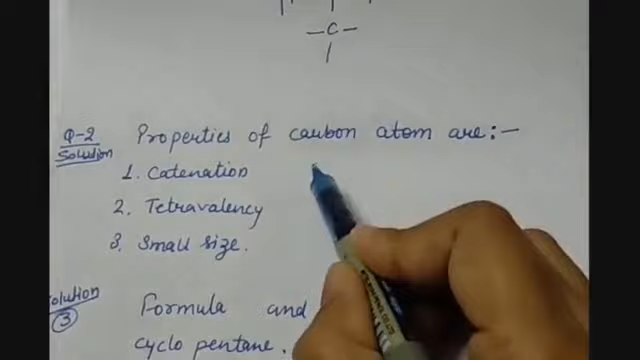 -C-
Q-2 Properties of carbon atom are:-
Solution
1. Catenation
2. Tetravalency
3. Small size.
Solution Formula and
3
cyclo pentane.